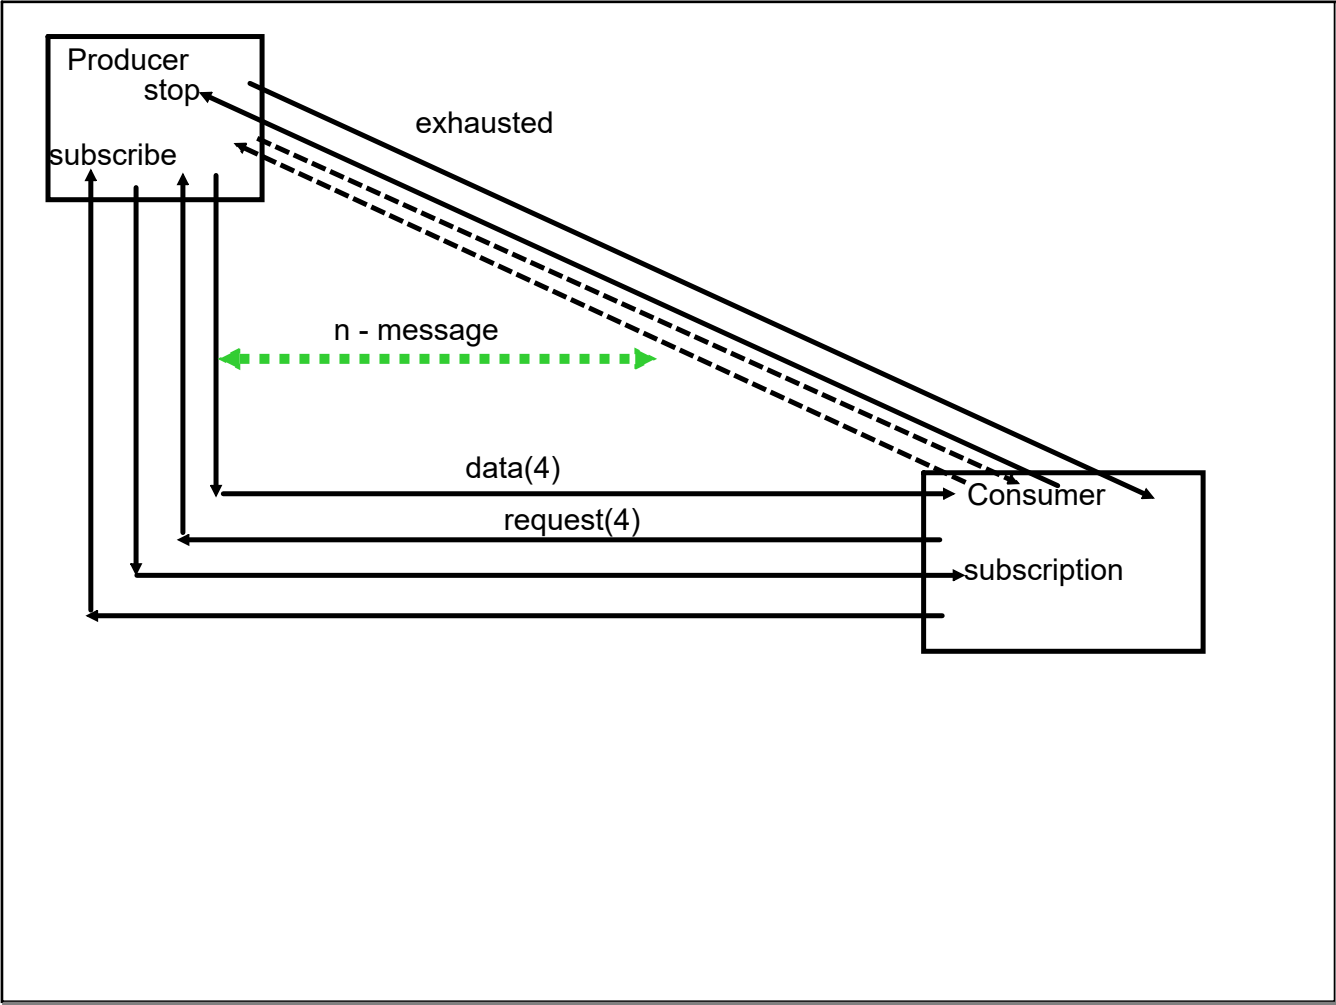 Producer
stop
exhausted
subscribe
n - message
data(4)
Consumer
request(4)
subscription